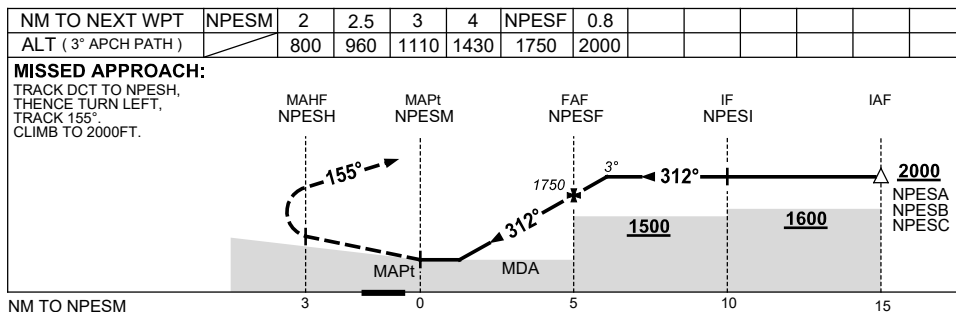 NM TO NEXT WPT NPESM 2 2.5 3 4 NPESF 0.8
ALT ( 3° APCH PATH ) 800 960 1110 1430 1750 2000
MISSED APPROACH:
TRACK DCT TO NPESH,
THENCE TURN LEFT,
TRACK 155°.
CLIMB TO 2000FT.
MAHF
NPESH
MAPt
NPESM
FAF
NPESF
IF
NPESI
IAF
155°
1750
3°
312°
312°
2000
NPESA
NPESB
NPESC
1500
1600
MAPt
MDA
NM TO NPESM 3 0 5 10 15